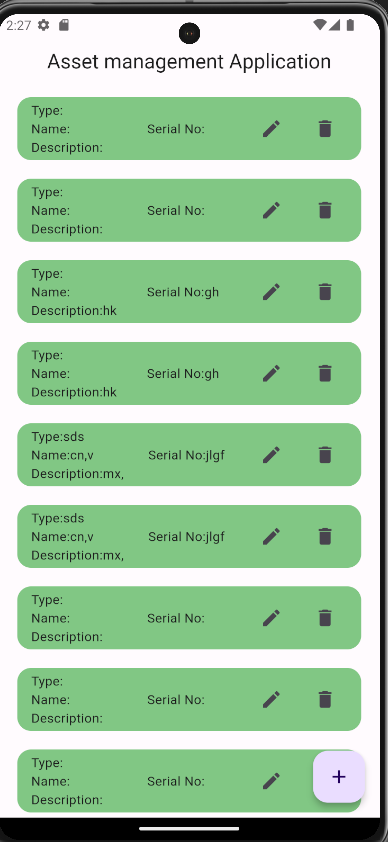 2:27
Asset management Application
Type:
Name: Serial No:
Description:
Type:
Name: Serial No:
Description:
Type:
Name: Serial No:gh
Description:hk
Type:
Name: Serial No:gh
Description:hk
Type:sds
Name:cn,v Serial No:jlgf
Description:mx,
Type:sds
Name:cn,v Serial No:jlgf
Description:mx,
Type:
Name: Serial No:
Description:
Type:
Name: Serial No:
Description:
Type:
Name: Serial No:
Description: